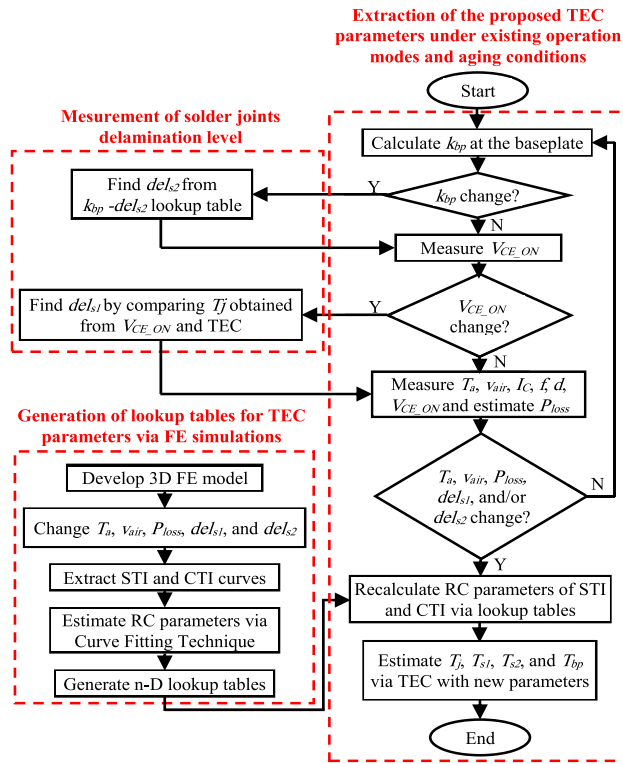 Extraction of the proposed TEC
parameters under existing operation
modes and aging conditions
Start
Mesurement of solder joints
delamination level
Calculate kbp at the baseplate
Find dels2 from
kbp -dels2 lookup table
Y
kbp change?
N
Measure VCE_ON
Find dels1 by comparing Tj obtained
from VCE_ON and TEC
Y
VCE_ON
change?
N
Measure Ta, vair, IC, f, d,
VCE_ON and estimate Ploss
Generation of lookup tables for TEC
parameters via FE simulations
Develop 3D FE model
Change Ta, vair, Ploss, dels1, and dels2
Extract STI and CTI curves
Estimate RC parameters via
Curve Fitting Technique
Generate n-D lookup tables
Ta, vair, Ploss,
dels1, and/or
dels2 change?
N
Y
Recalculate RC parameters of STI
and CTI via lookup tables
Estimate Tj, Ts1, Ts2, and Tbp
via TEC with new parameters
End